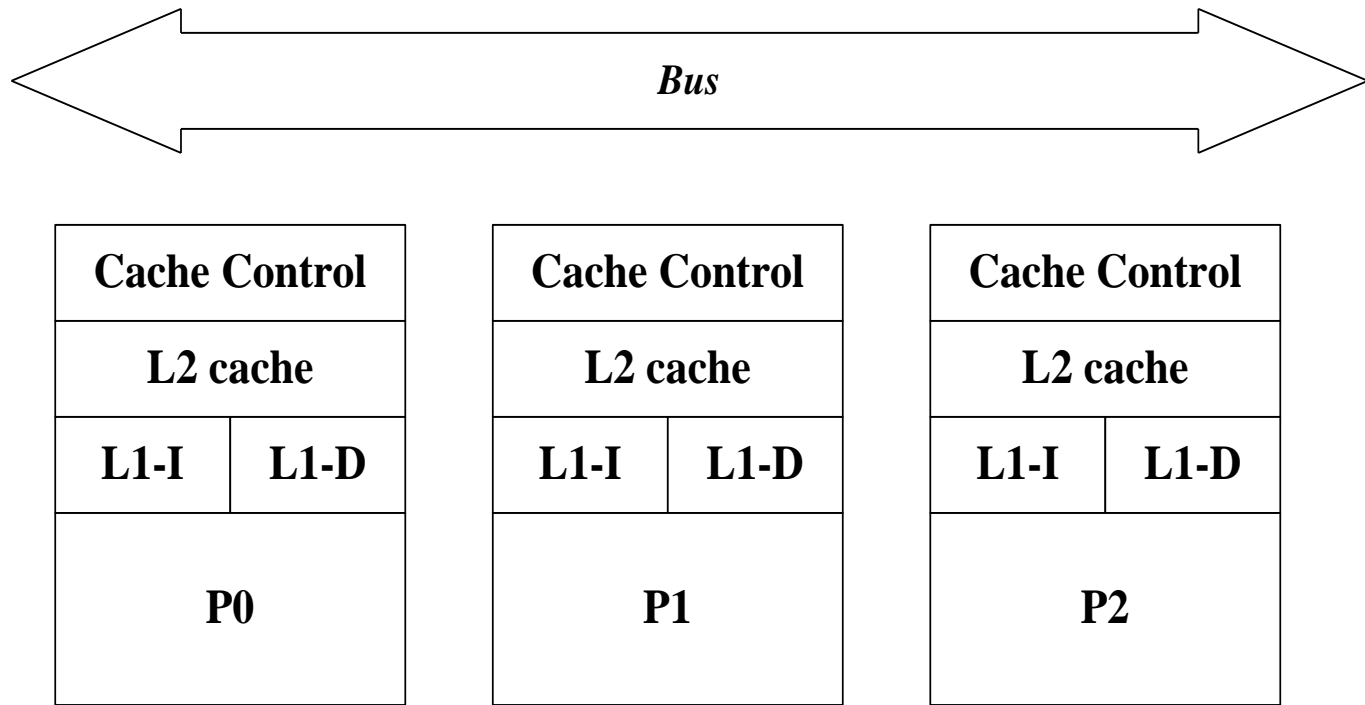 Bus
Cache Control
L2 cache
L1-I L1-D
P0
Cache Control
L2 cache
L1-I L1-D
P1
Cache Control
L2 cache
L1-I L1-D
P2